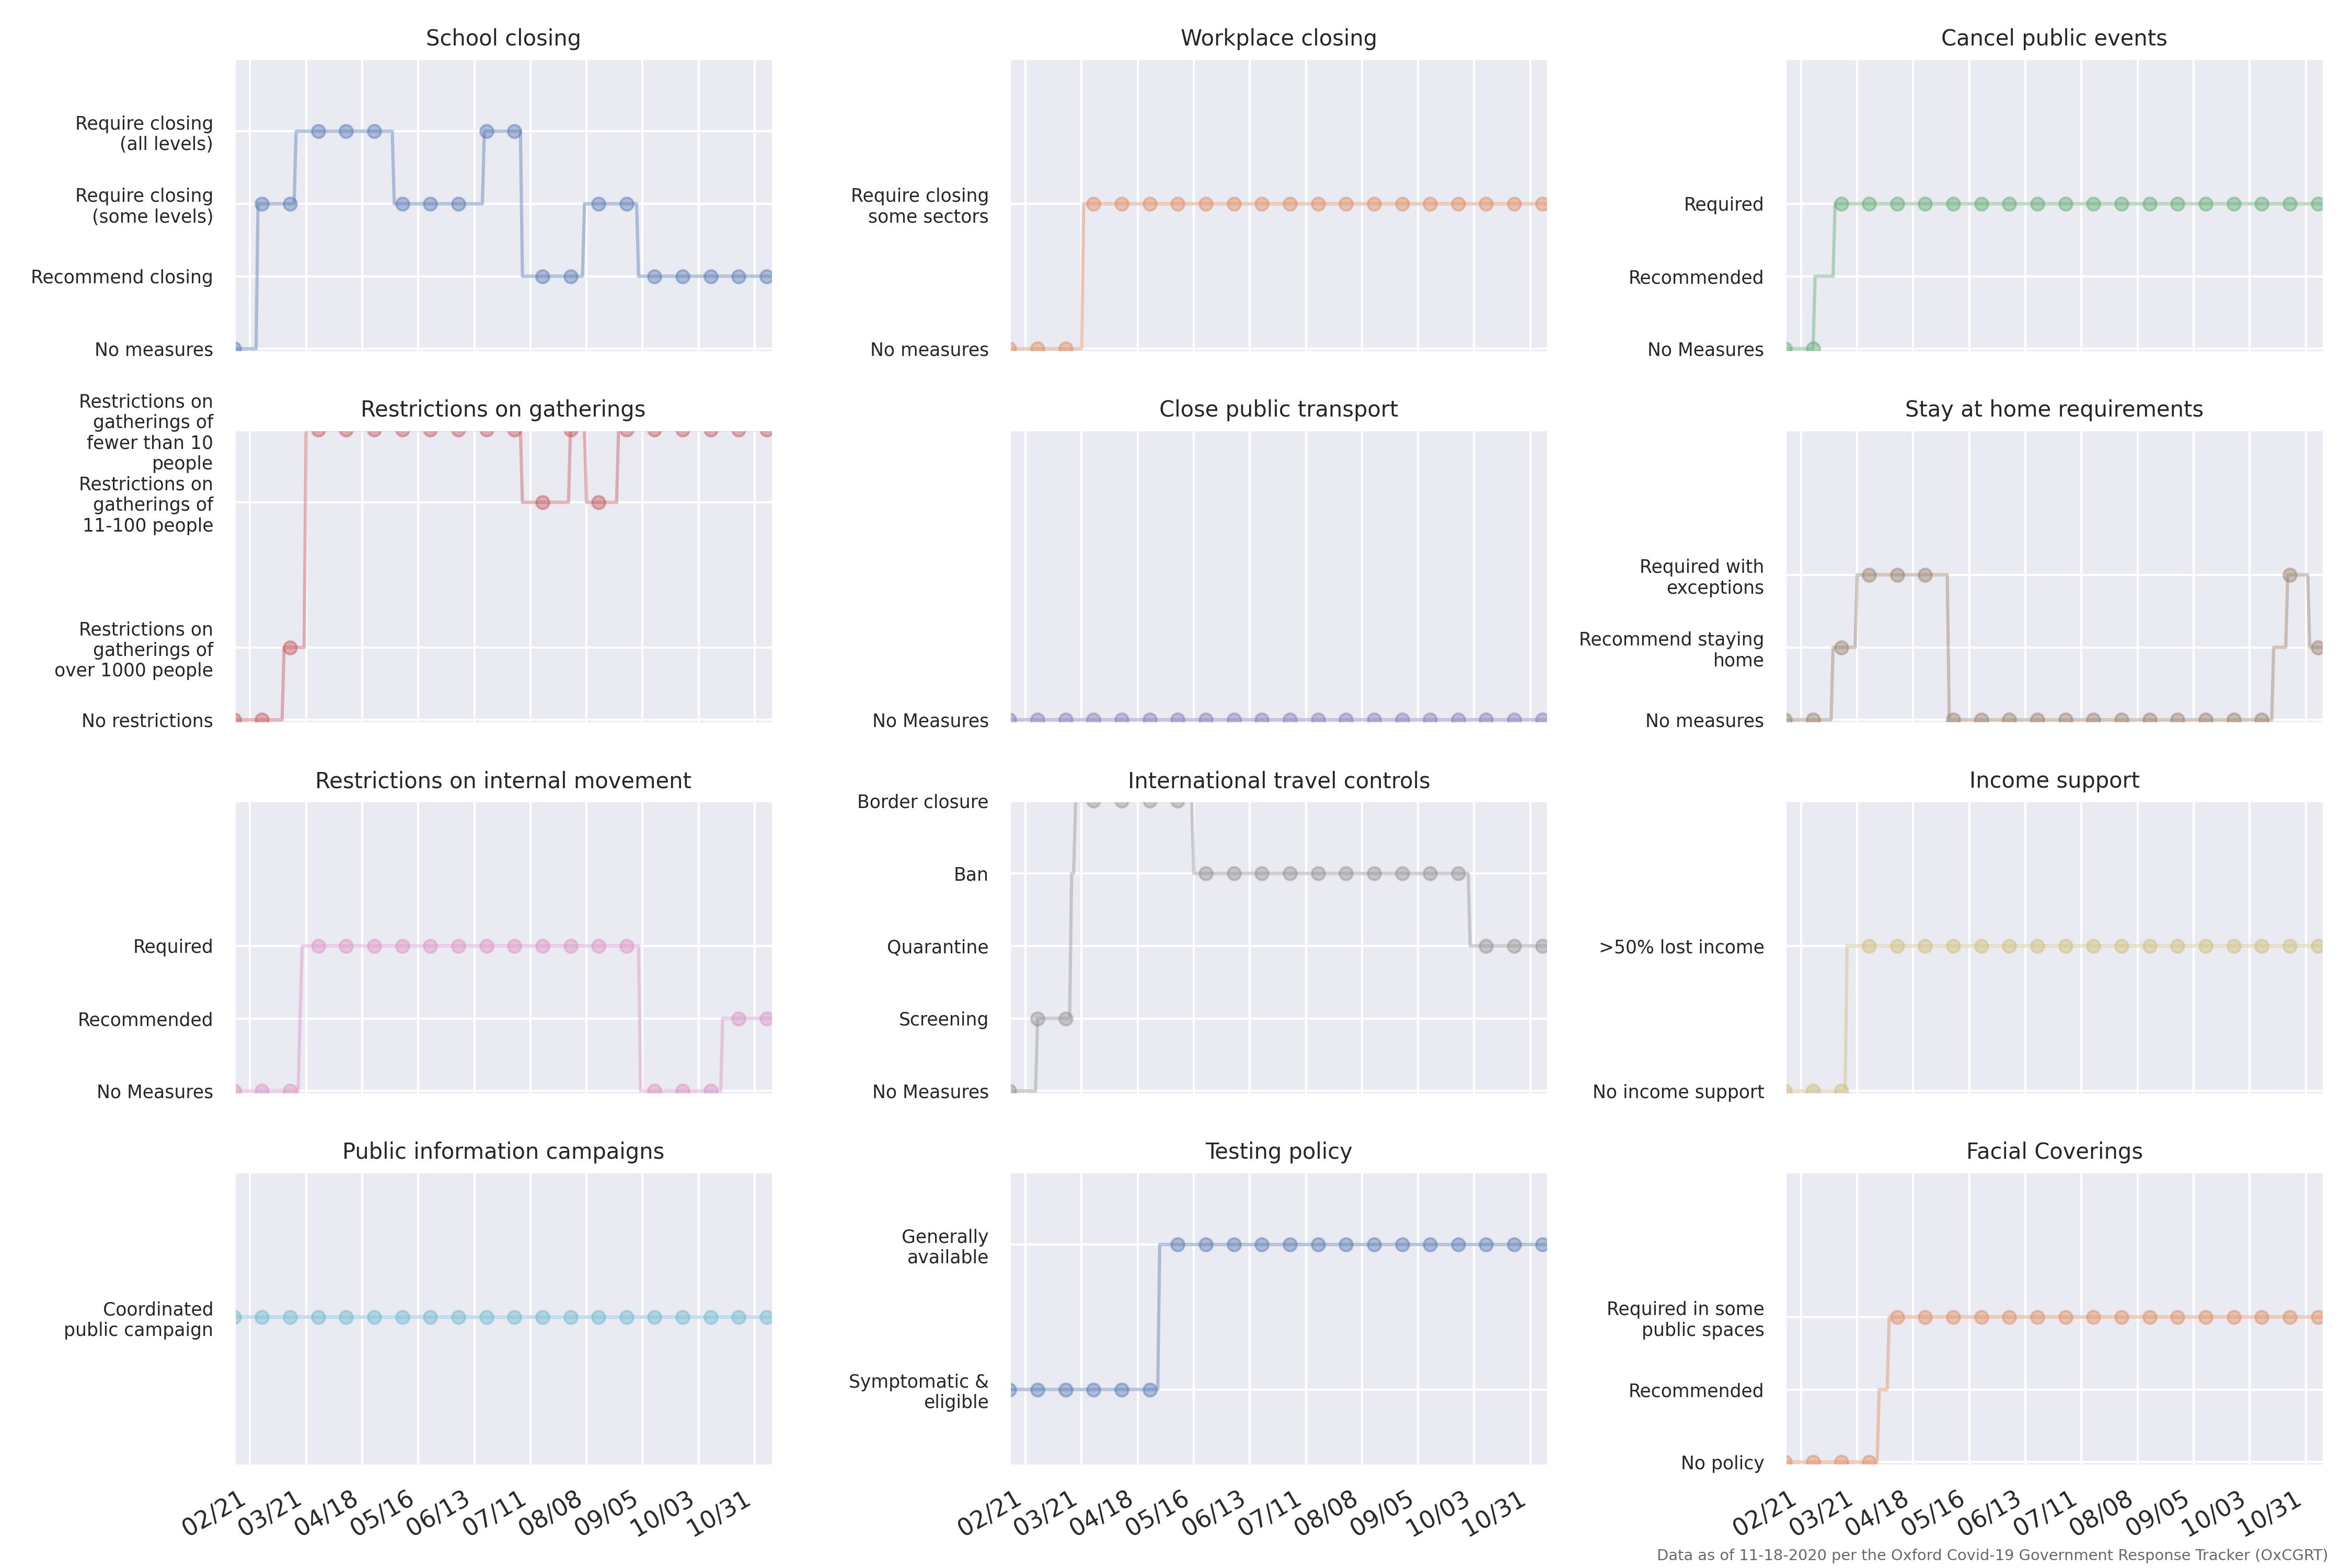 School closing
Require closing
(all levels)
Require closing
(some levels)
Recommend closing
No measures
Workplace closing
Require closing
some sectors
No measures
Cancel public events
Required
Recommended
No Measures
Restrictions on gatherings
Restrictions on
gatherings of
fewer than 10
people
Restrictions on
gatherings of
11-100 people
Restrictions on
gatherings of
over 1000 people
No restrictions
Close public transport
No Measures
Stay at home requirements
Required with
exceptions
Recommend staying
home
No measures
Restrictions on internal movement
Required
Recommended
No Measures
International travel controls
Border closure
Ban
Quarantine
Screening
No Measures
Income support
>50% lost income
No income support
Public information campaigns
Coordinated
public campaign
02/21 03/21 04/18 05/16 06/13 07/11 08/08 09/05 10/03 10/31
Testing policy
Generally
available
Symptomatic &
eligible
02/21 03/21 04/18 05/16 06/13 07/11 08/08 09/05 10/03 10/31
Facial Coverings
Required in some
public spaces
Recommended
No policy
02/21 03/21 04/18 05/16 06/13 07/11 08/08 09/05 10/03 10/31
Data as of 11-18-2020 per the Oxford Covid-19 Government Response Tracker (OxCGRT)